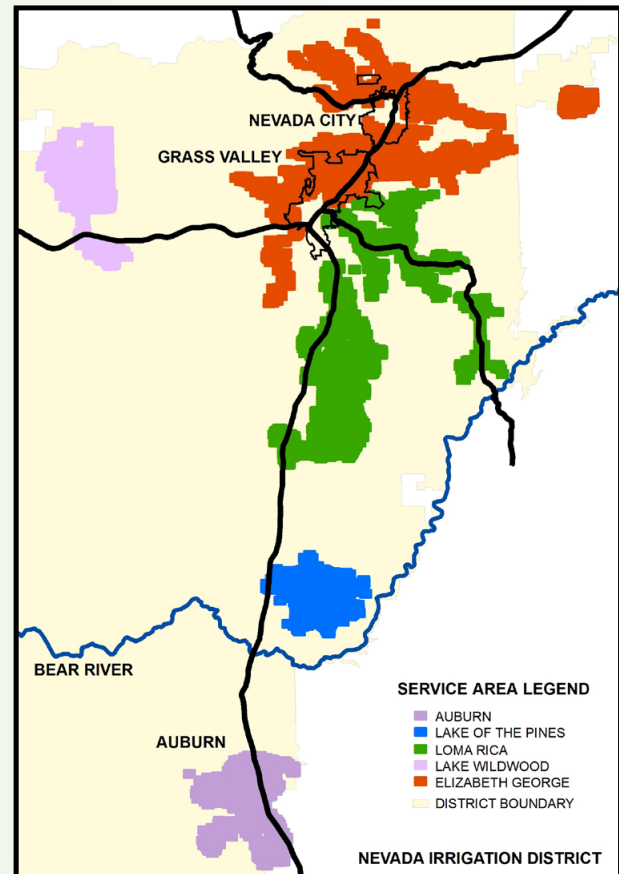 NEVADA CITY
GRASS VALLEY
BEAR RIVER
SERVICE AREA LEGEND
AUBURN
LAKE OF THE PINES
LOMA RICA
LAKE WILDWOOD
ELIZABETH GEORGE
DISTRICT BOUNDARY
AUBURN
NEVADA IRRIGATION DISTRICT